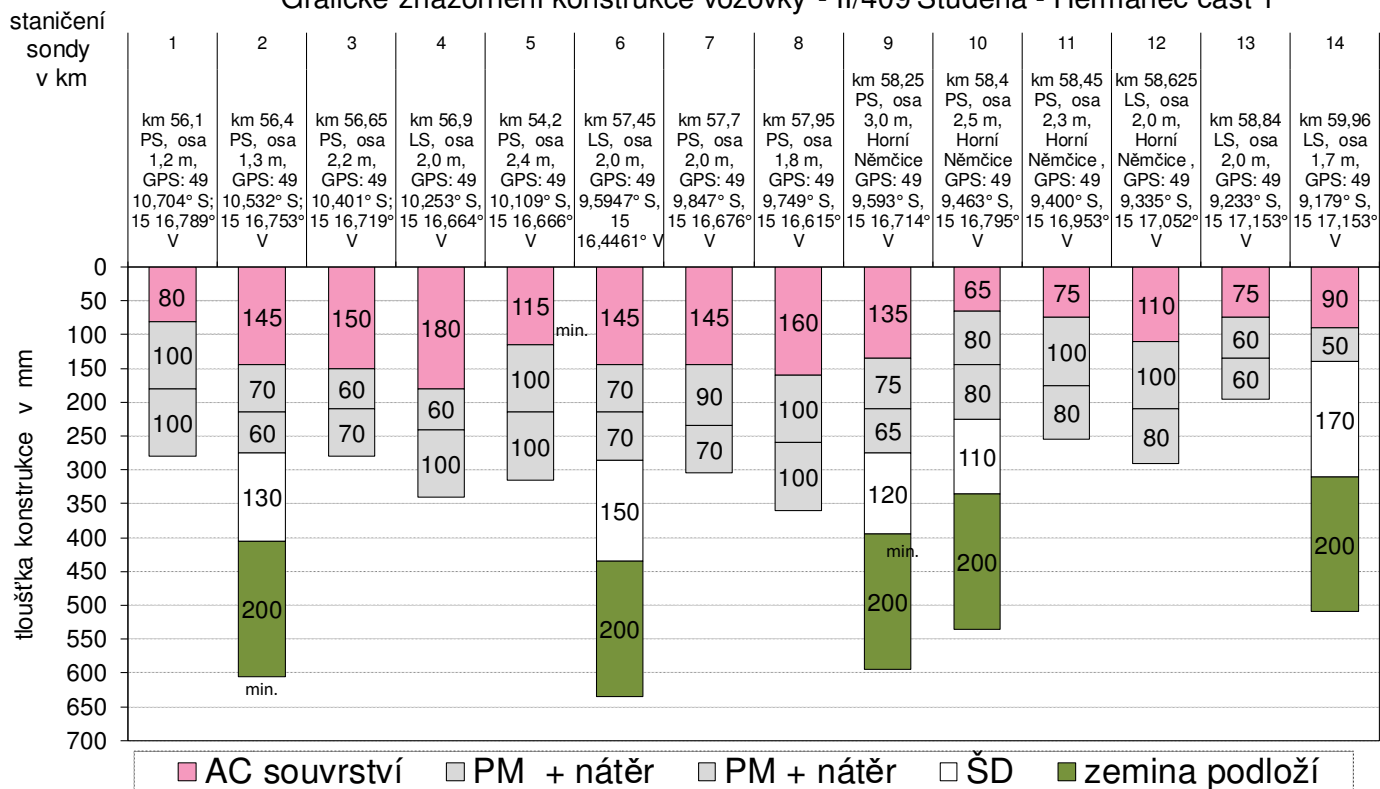 Grafické znázornění konstrukce vozovky - II/409 Studená - Heřmaneč část 1
staničení
sondy
v km
1 2 3 4 5 6 7 8 9 10 11 12 13 14
km 56,1
PS, osa
1,2 m,
GPS: 49
10,704° S;
15 16,789°
V
km 56,4
PS, osa
1,3 m,
GPS: 49
10,532° S;
15 16,753°
V
km 56,65
PS, osa
2,2 m,
GPS: 49
10,401° S;
15 16,719°
V
km 56,9
LS, osa
2,0 m,
GPS: 49
10,253° S,
15 16,664°
V
km 54,2
PS, osa
2,4 m,
GPS: 49
10,109° S,
15 16,666°
V
km 57,45
LS, osa
2,0 m,
GPS: 49
9,5947° S,
15
16,4461° V
km 57,7
PS, osa
2,0 m,
GPS: 49
9,847° S,
15 16,676°
V
km 57,95
PS, osa
1,8 m,
GPS: 49
9,749° S,
15 16,615°
V
km 58,25
PS, osa
3,0 m,
Horní
Němčice
GPS: 49
9,593° S,
15 16,714°
V
km 58,4
PS, osa
2,5 m,
Horní
Němčice
GPS: 49
9,463° S,
15 16,795°
V
km 58,45
PS, osa
2,3 m,
Horní
Němčice ,
GPS: 49
9,400° S,
15 16,953°
V
km 58,625
LS, osa
2,0 m,
Horní
Němčice ,
GPS: 49
9,335° S,
15 17,052°
V
km 58,84
LS, osa
2,0 m,
GPS: 49
9,233° S,
15 17,153°
V
km 59,96
LS, osa
1,7 m,
GPS: 49
9,179° S,
15 17,153°
V
tloušťka konstrukce v mm
0
50
100
150
200
250
300
350
400
450
500
550
600
650
700
80
100
100
145
70
60
130
200
min.
150
60
70
180
60
100
115
min.
100
100
145
70
70
150
200
145
90
70
160
100
100
135
75
65
120
min.
200
65
80
80
110
200
75
100
80
110
100
80
75
60
60
90
50
170
200
AC souvrství PM + nátěr PM + nátěr ŠD zemina podloží